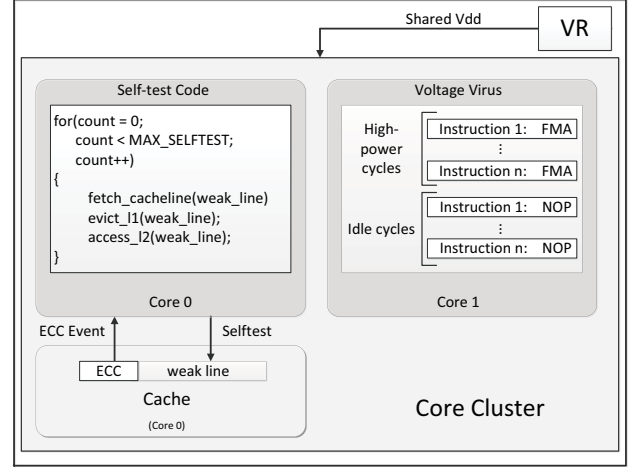 Shared Vdd
VR
Self-test Code
for(count = 0;
count < MAX_SELFTEST;
count++)
{
fetch_cacheline(weak_line)
evict_l1(weak_line);
access_l2(weak_line);
}
Core 0
Voltage Virus
High-
power
cycles
Instruction 1: FMA
⋮
Instruction n: FMA
Idle cycles
Instruction 1: NOP
⋮
Instruction n: NOP
Core 1
ECC Event
Selftest
ECC
weak line
Cache
(Core 0)
Core Cluster